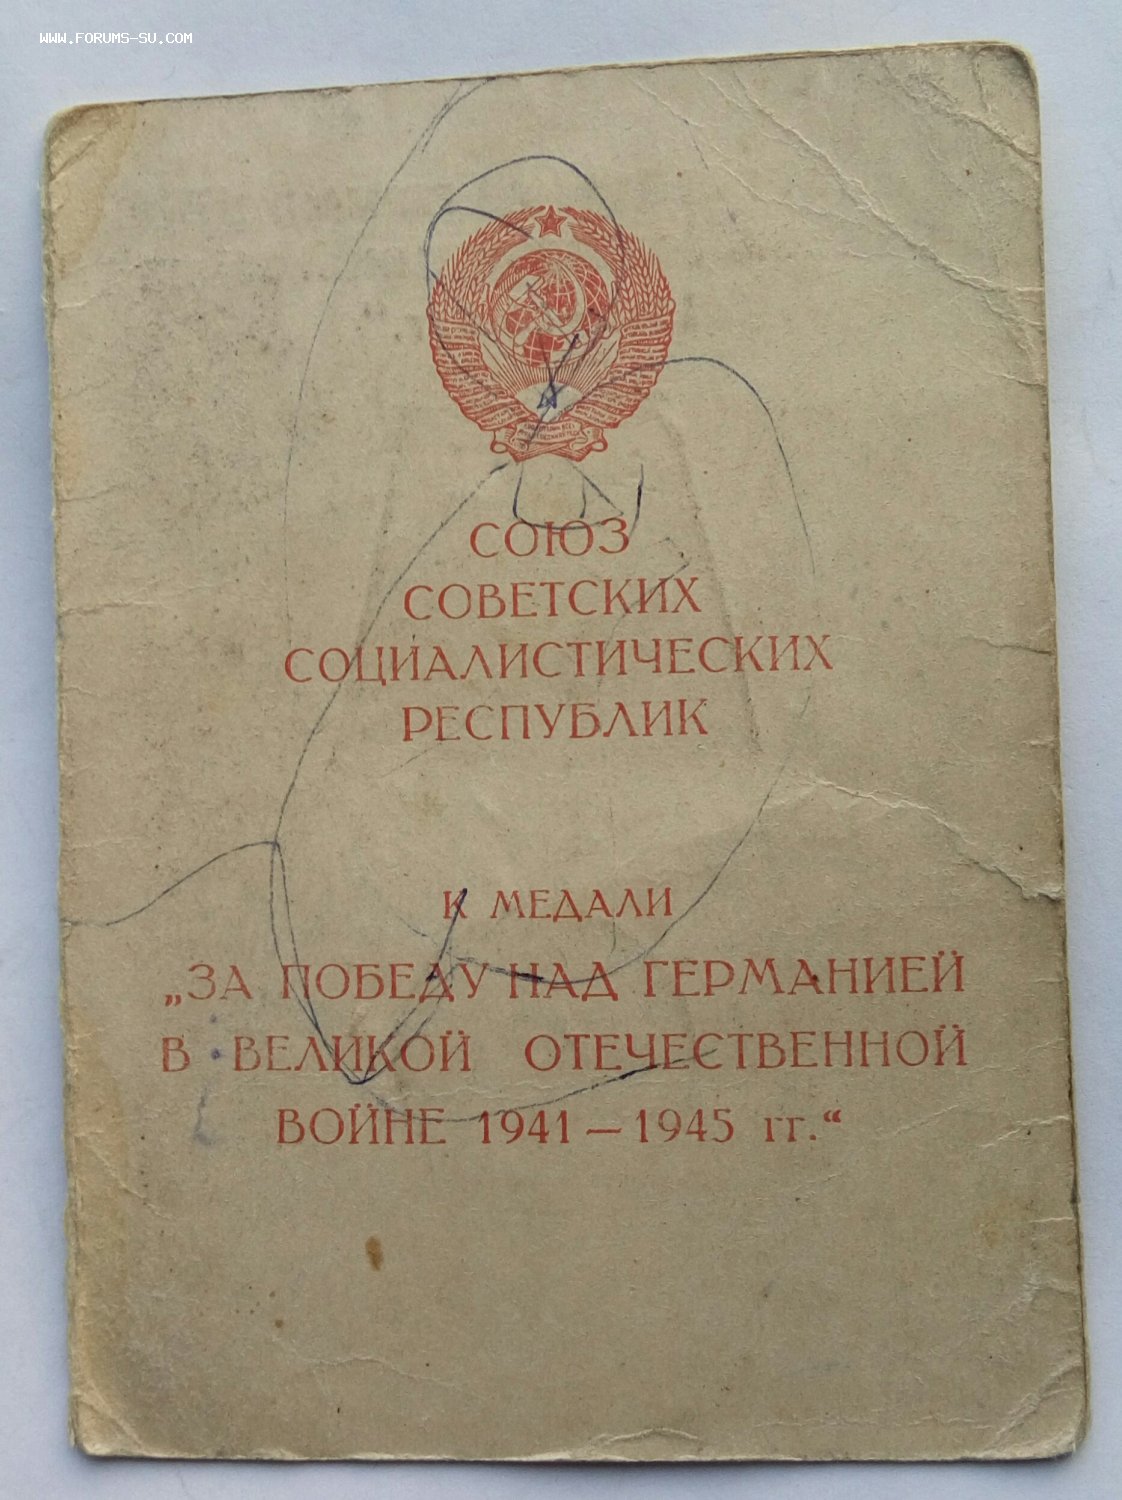 www.forums-su.com
СОЮЗ
СОВЕТСКИХ
СОЦИАЛИСТИЧЕСКИХ
РЕСПУБЛИК
К МЕДАЛИ
„ЗА ПОБЕДУ НАД ГЕРМАНИЕЙ
В ВЕЛИКОЙ ОТЕЧЕСТВЕННОЙ
ВОЙНЕ 1941—1945 гг.“